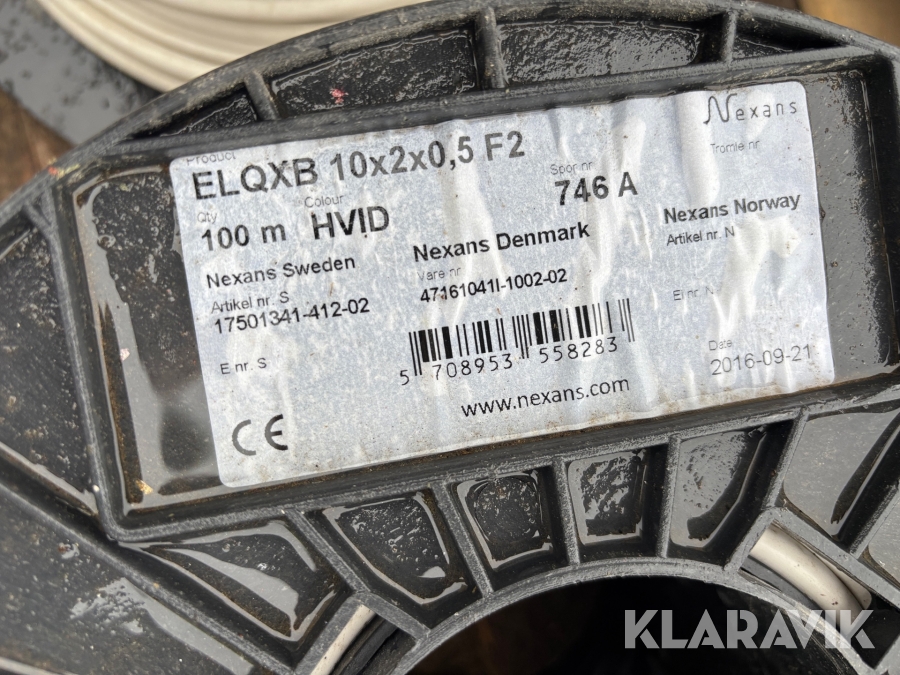 Nexans
Product
ELQXB 10x2x0,5 F2
Qty Colour Spor nr Tromle nr
100 m HVID 746 A
Nexans Sweden Nexans Denmark Nexans Norway
Artikel nr. S Vare nr Artikel nr. N
17501341-412-02 47161041I-1002-02
E nr. S El nr. N
5 708953 558283
Date
2016-09-21
www.nexans.com
CE
KLARAVIK